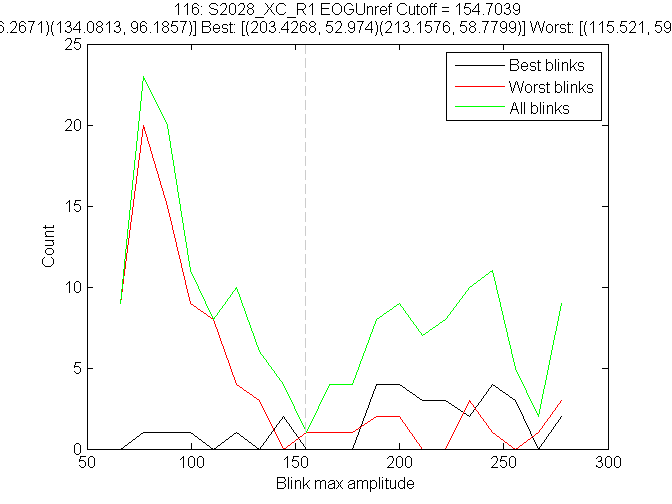 116: S2028_XC_R1 EOGUnref Cutoff = 154.7039
6.2671)(134.0813, 96.1857)] Best: [(203.4268, 52.974)(213.1576, 58.7799)] Worst: [(115.521, 59
Best blinks
Worst blinks
All blinks
25
20
15
10
5
0
Count
50
100
150
200
250
300
Blink max amplitude